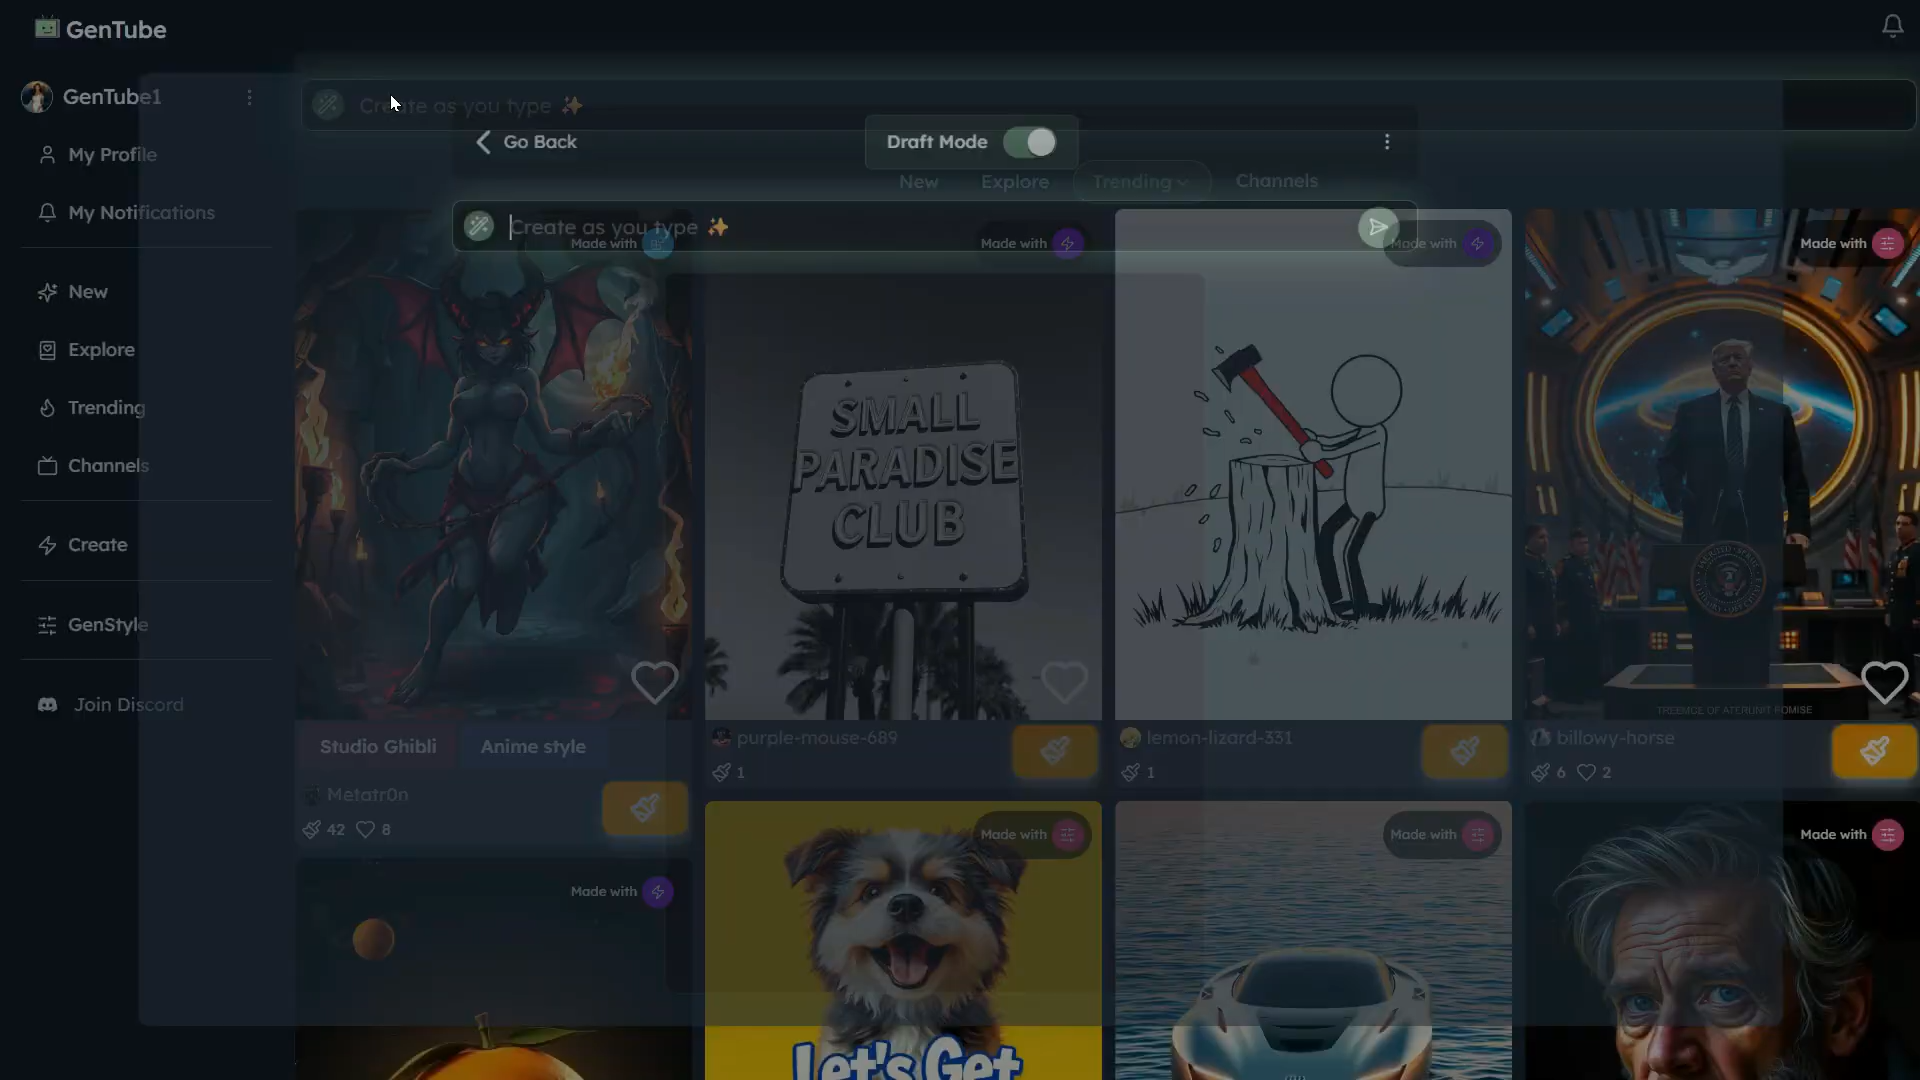 GenTube
GenTube1
Create as you type ✨
Go Back
Draft Mode
My Profile
New
Explore
Trending
Channels
My Notifications
Create as you type ✨
Made with
Made with
Made with
Made with
New
Explore
Trending
Channels
Create
GenStyle
Join Discord
SMALL
PARADISE
CLUB
Studio Ghibli
Anime style
Metatr0n
42
8
purple-mouse-689
1
lemon-lizard-331
1
billowy-horse
6
2
Made with
Made with
Made with
Made with
Let's Get